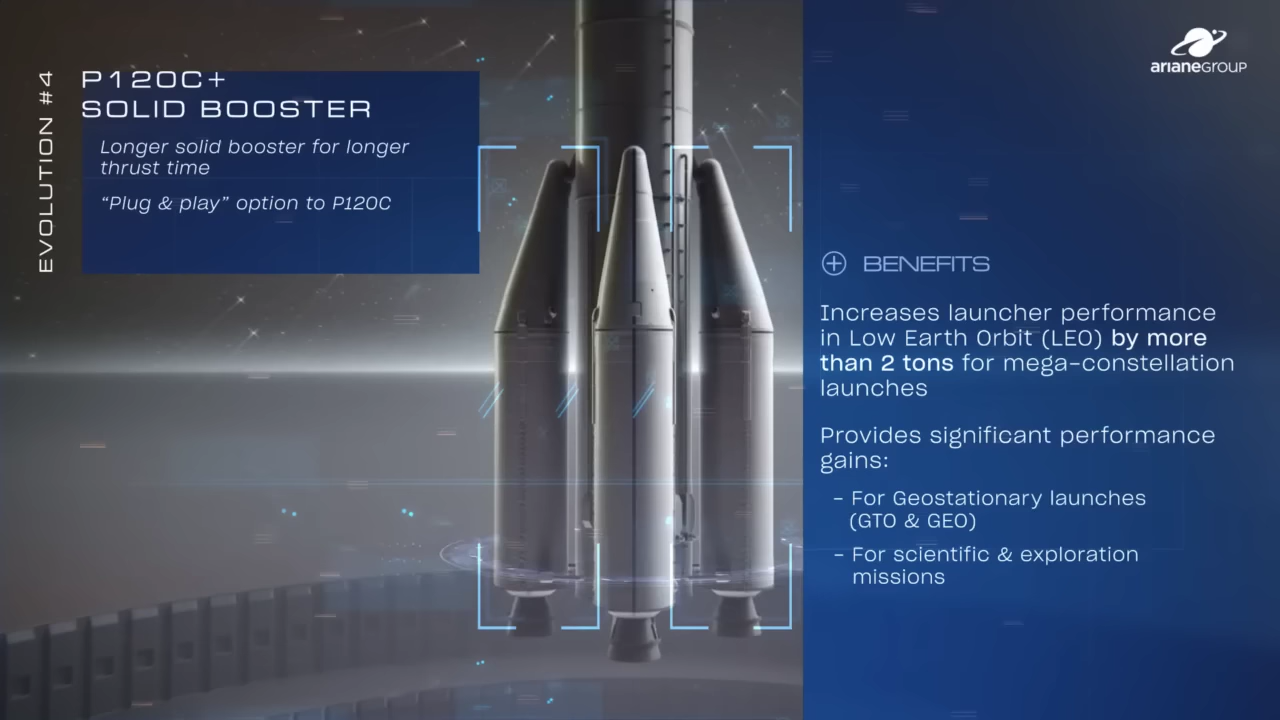 EVOLUTION #4
P120C+
SOLID BOOSTER
Longer solid booster for longer
thrust time
“Plug & play” option to P120C
arianeGROUP
BENEFITS
Increases launcher performance
in Low Earth Orbit (LEO) by more
than 2 tons for mega-constellation
launches
Provides significant performance
gains:
- For Geostationary launches
(GTO & GEO)
- For scientific & exploration
missions